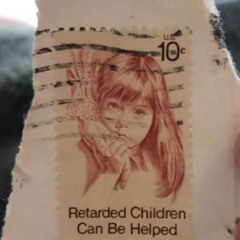 U.S.
10c
Retarded Children
Can Be Helped